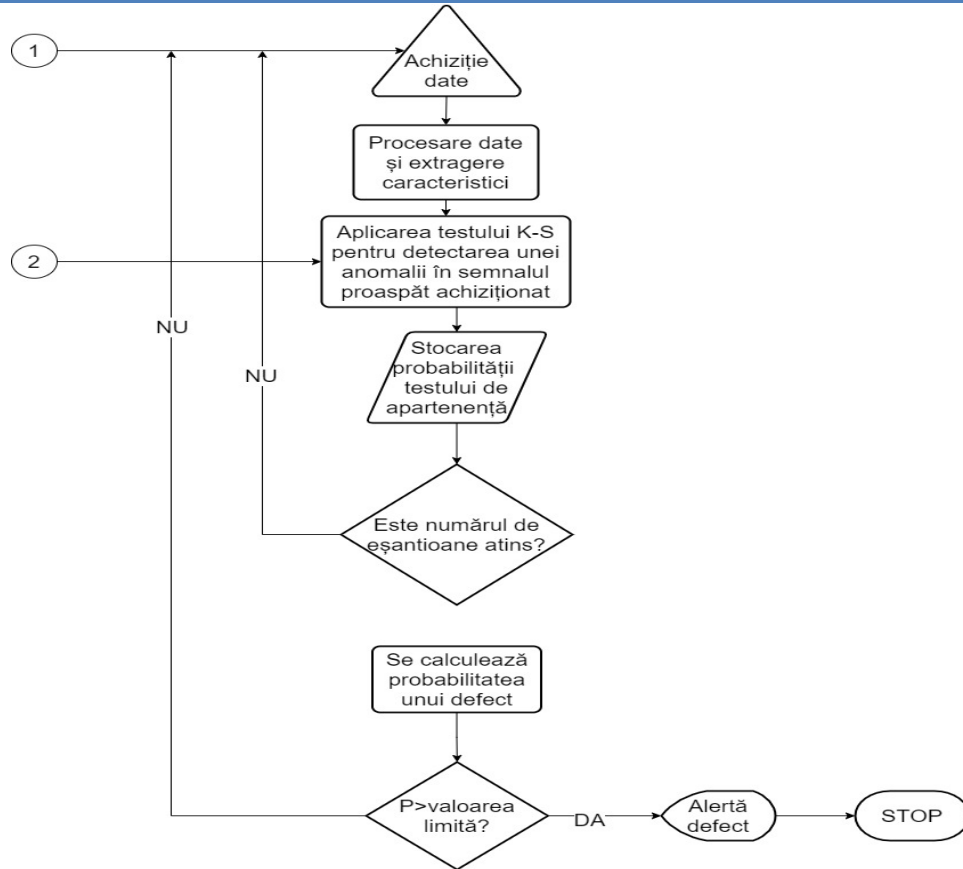 1
Achiziție
date
Procesare date
și extragere
caracteristici
2
Aplicarea testului K-S
pentru detectarea unei
anomalii în semnalul
proaspăt achiziționat
NU
Stocarea
probabilității
testului de
apartenență
NU
Este numărul de
eșantioane atins?
Se calculează
probabilitatea
unui defect
P>valoarea
limită?
DA
Alertă
defect
STOP